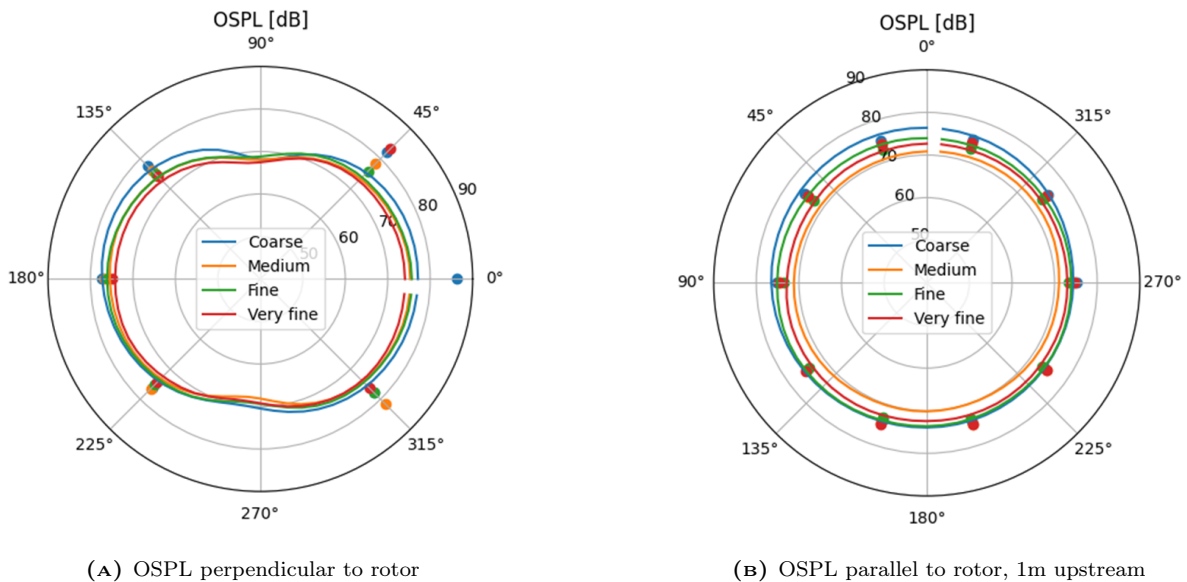 OSPL [dB]
90°
135°
45°
90
80
70
60
50
180°
0°
Coarse
Medium
Fine
Very fine
225°
315°
270°
(A) OSPL perpendicular to rotor
OSPL [dB]
0°
45°
315°
90
80
70
60
50
90°
270°
Coarse
Medium
Fine
Very fine
135°
225°
180°
(B) OSPL parallel to rotor, 1m upstream